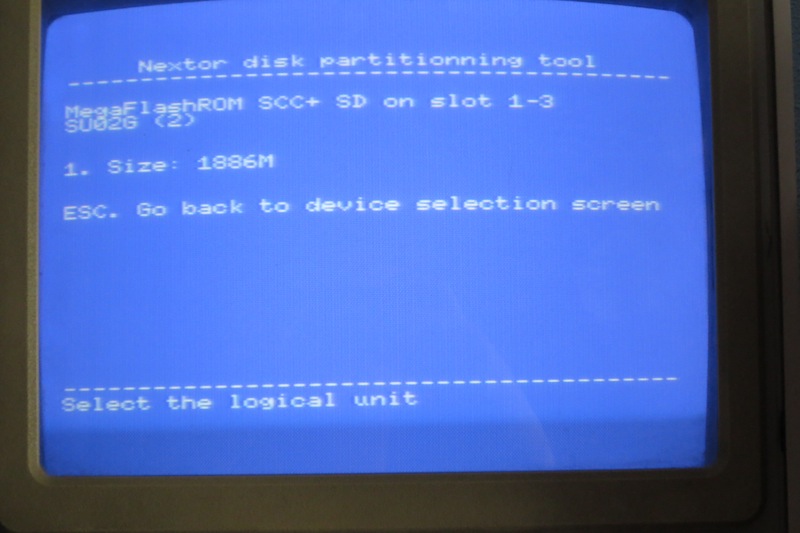 Nextor disk partitionning tool
----------------------------------------
MegaFlashROM SCC+ SD on slot 1-3
SU02G (2)
1. Size: 1886M
ESC. Go back to device selection screen
----------------------------------------
Select the logical unit